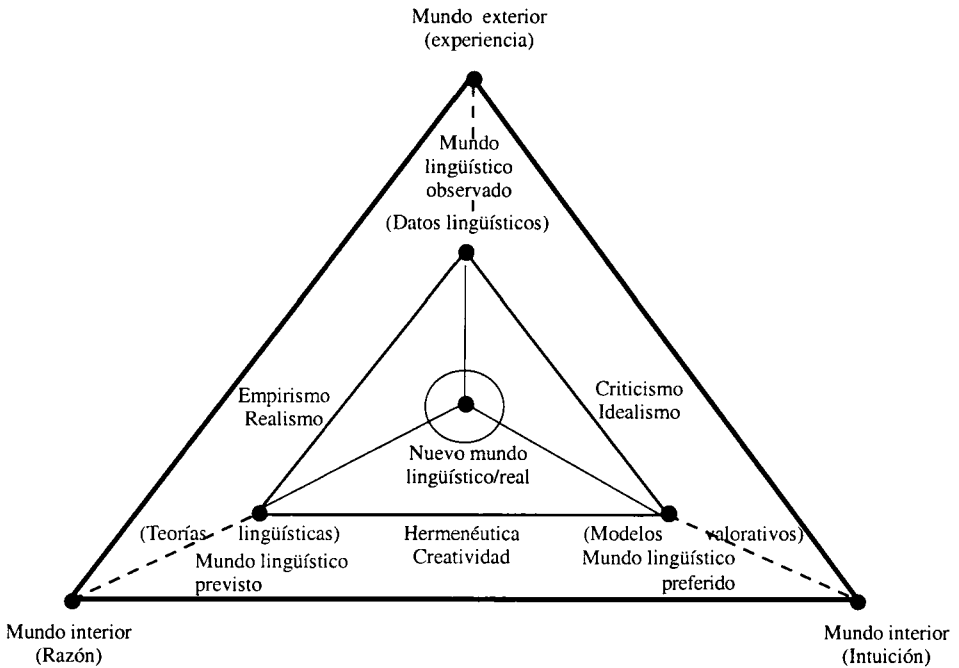 Mundo exterior
(experiencia)
Mundo
lingüístico
observado
(Datos lingüísticos)
Empirismo
Realismo
Criticismo
Idealismo
Nuevo mundo
lingüístico/real
(Teorías lingüísticas)
Mundo lingüístico
previsto
Hermenéutica
Creatividad
(Modelos valorativos)
Mundo lingüístico
preferido
Mundo interior
(Razón)
Mundo interior
(Intuición)